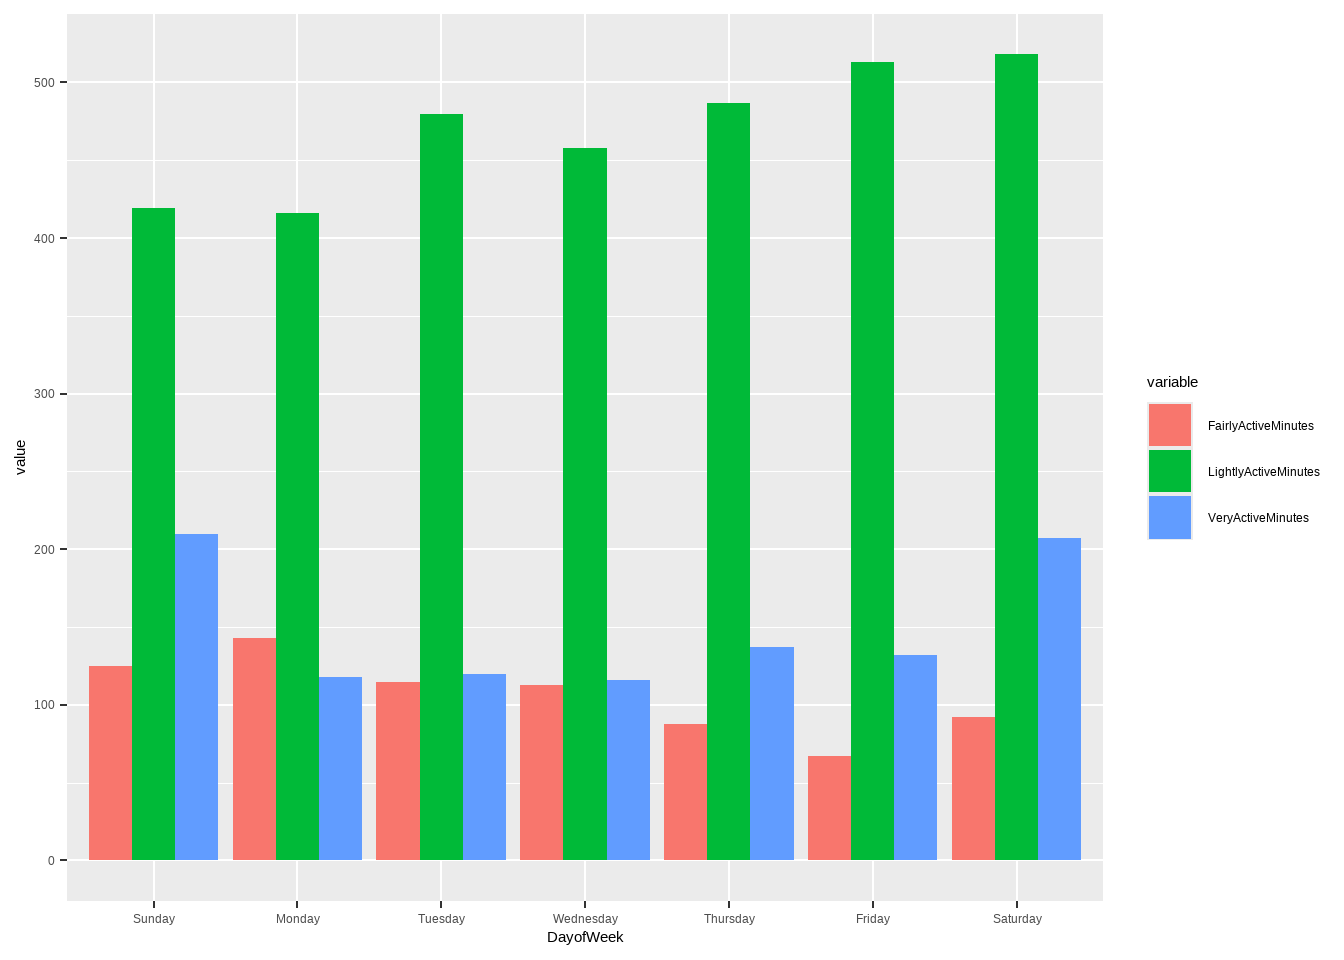 500
400
300
200
100
0
value
Sunday Monday Tuesday Wednesday Thursday Friday Saturday
DayofWeek
variable
FairlyActiveMinutes
LightlyActiveMinutes
VeryActiveMinutes